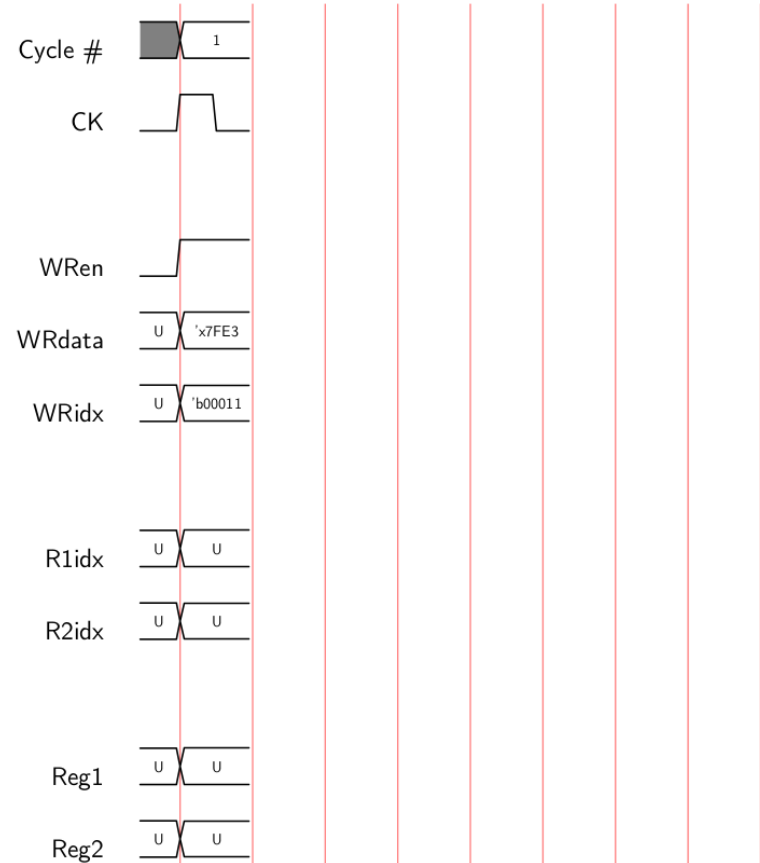 Cycle # 1
CK
WRen
WRdata U 'x7FE3
WRidx U 'b00011
R1idx U U
R2idx U U
Reg1 U U
Reg2 U U